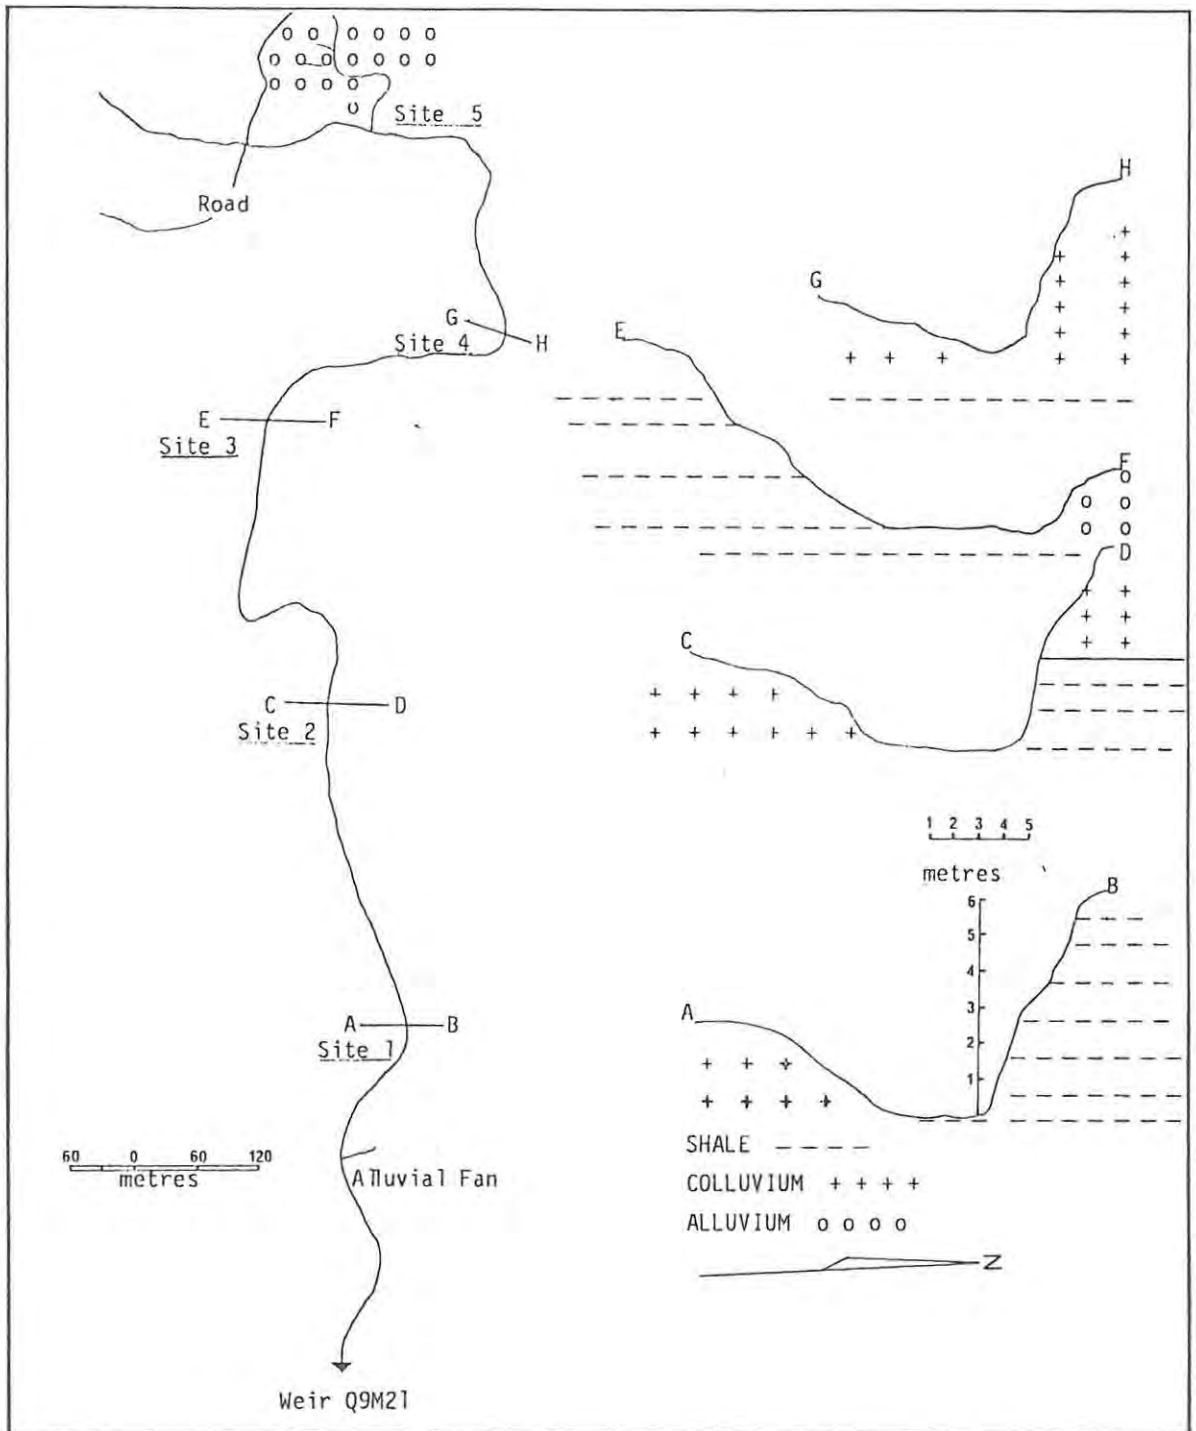 Site 5
Road
G
H
Site 4
E
F
Site 3
C
D
Site 2
A
B
Site 1
60 0 60 120
metres
Alluvial Fan
Weir Q9M21
H
G
E
F
D
C
1 2 3 4 5
metres
B
6
5
4
3
2
1
A
SHALE
COLLUVIUM
ALLUVIUM
N